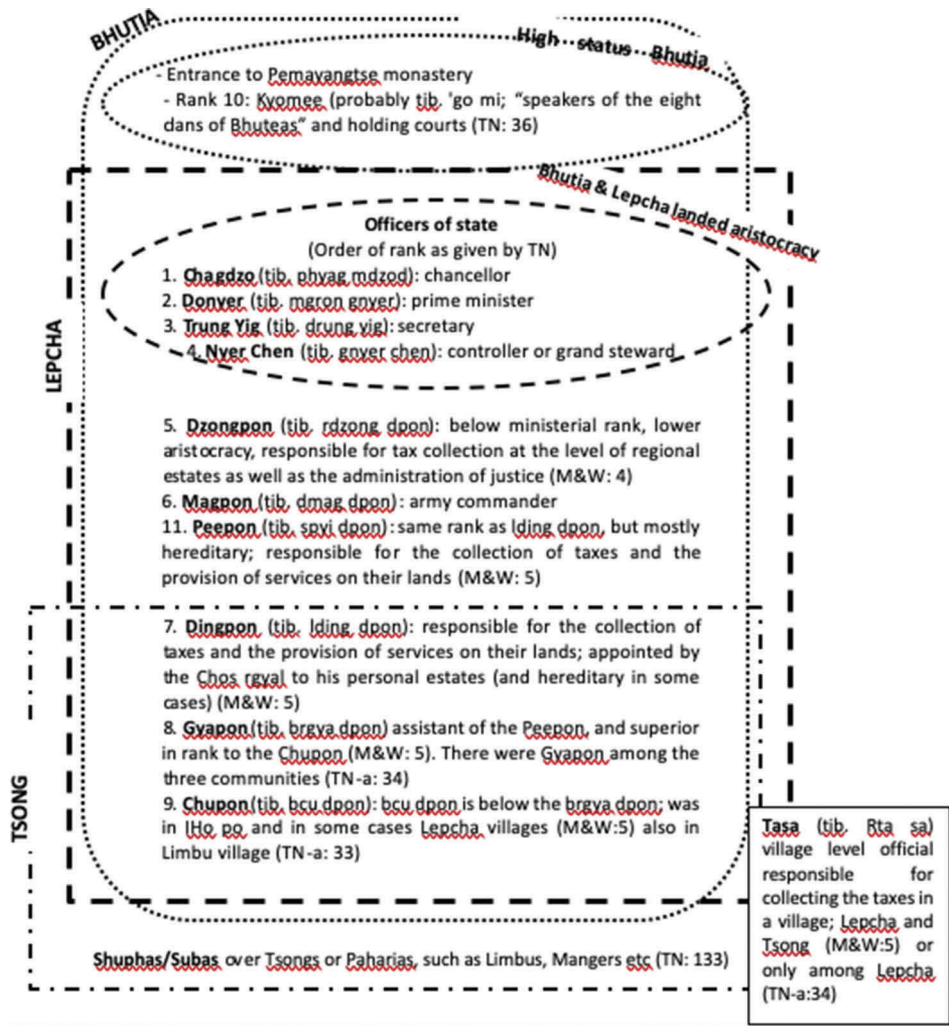 BHUTIA
High status Bhutia
- Entrance to Pemayangtse monastery
- Rank 10: Kyomee (probably tib. 'go mi; “speakers of the eight
dans of Bhuteas” and holding courts (TN: 36)
Bhutia & Lepcha landed aristocracy
Officers of state
(Order of rank as given by TN)
1. Chagdzo (tib. phyag mdzod): chancellor
2. Donyer (tib. mgron gnyer): prime minister
3. Trung Yig (tib. drung yig): secretary
4. Nyer Chen (tib. gnyer chen): controller or grand steward
LEPCHA
5. Dzongpon (tib. rdzong dpon): below ministerial rank, lower
aristocracy, responsible for tax collection at the level of regional
estates as well as the administration of justice (M&W: 4)
6. Magpon (tib. dmag dpon): army commander
11. Peepon (tib. spyi dpon): same rank as lding dpon, but mostly
hereditary; responsible for the collection of taxes and the
provision of services on their lands (M&W: 5)
7. Dingpon (tib. lding dpon): responsible for the collection of
taxes and the provision of services on their lands; appointed by
the Chos rgyal to his personal estates (and hereditary in some
cases) (M&W: 5)
8. Gyapon (tib. brgya dpon) assistant of the Peepon, and superior
in rank to the Chupon (M&W: 5). There were Gyapon among the
three communities (TN-a: 34)
9. Chupon (tib. bcu dpon): bcu dpon is below the brgya dpon; was
in lHo po and in some cases Lepcha villages (M&W:5) also in
Limbu village (TN-a: 33)
TSONG
Shuphas/Subas over Tsongs or Paharias, such as Limbus, Mangers etc (TN: 133)
Tasa (tib. Rta sa)
village level official
responsible for
collecting the taxes in
a village; Lepcha and
Tsong (M&W:5) or
only among Lepcha
(TN-a:34)